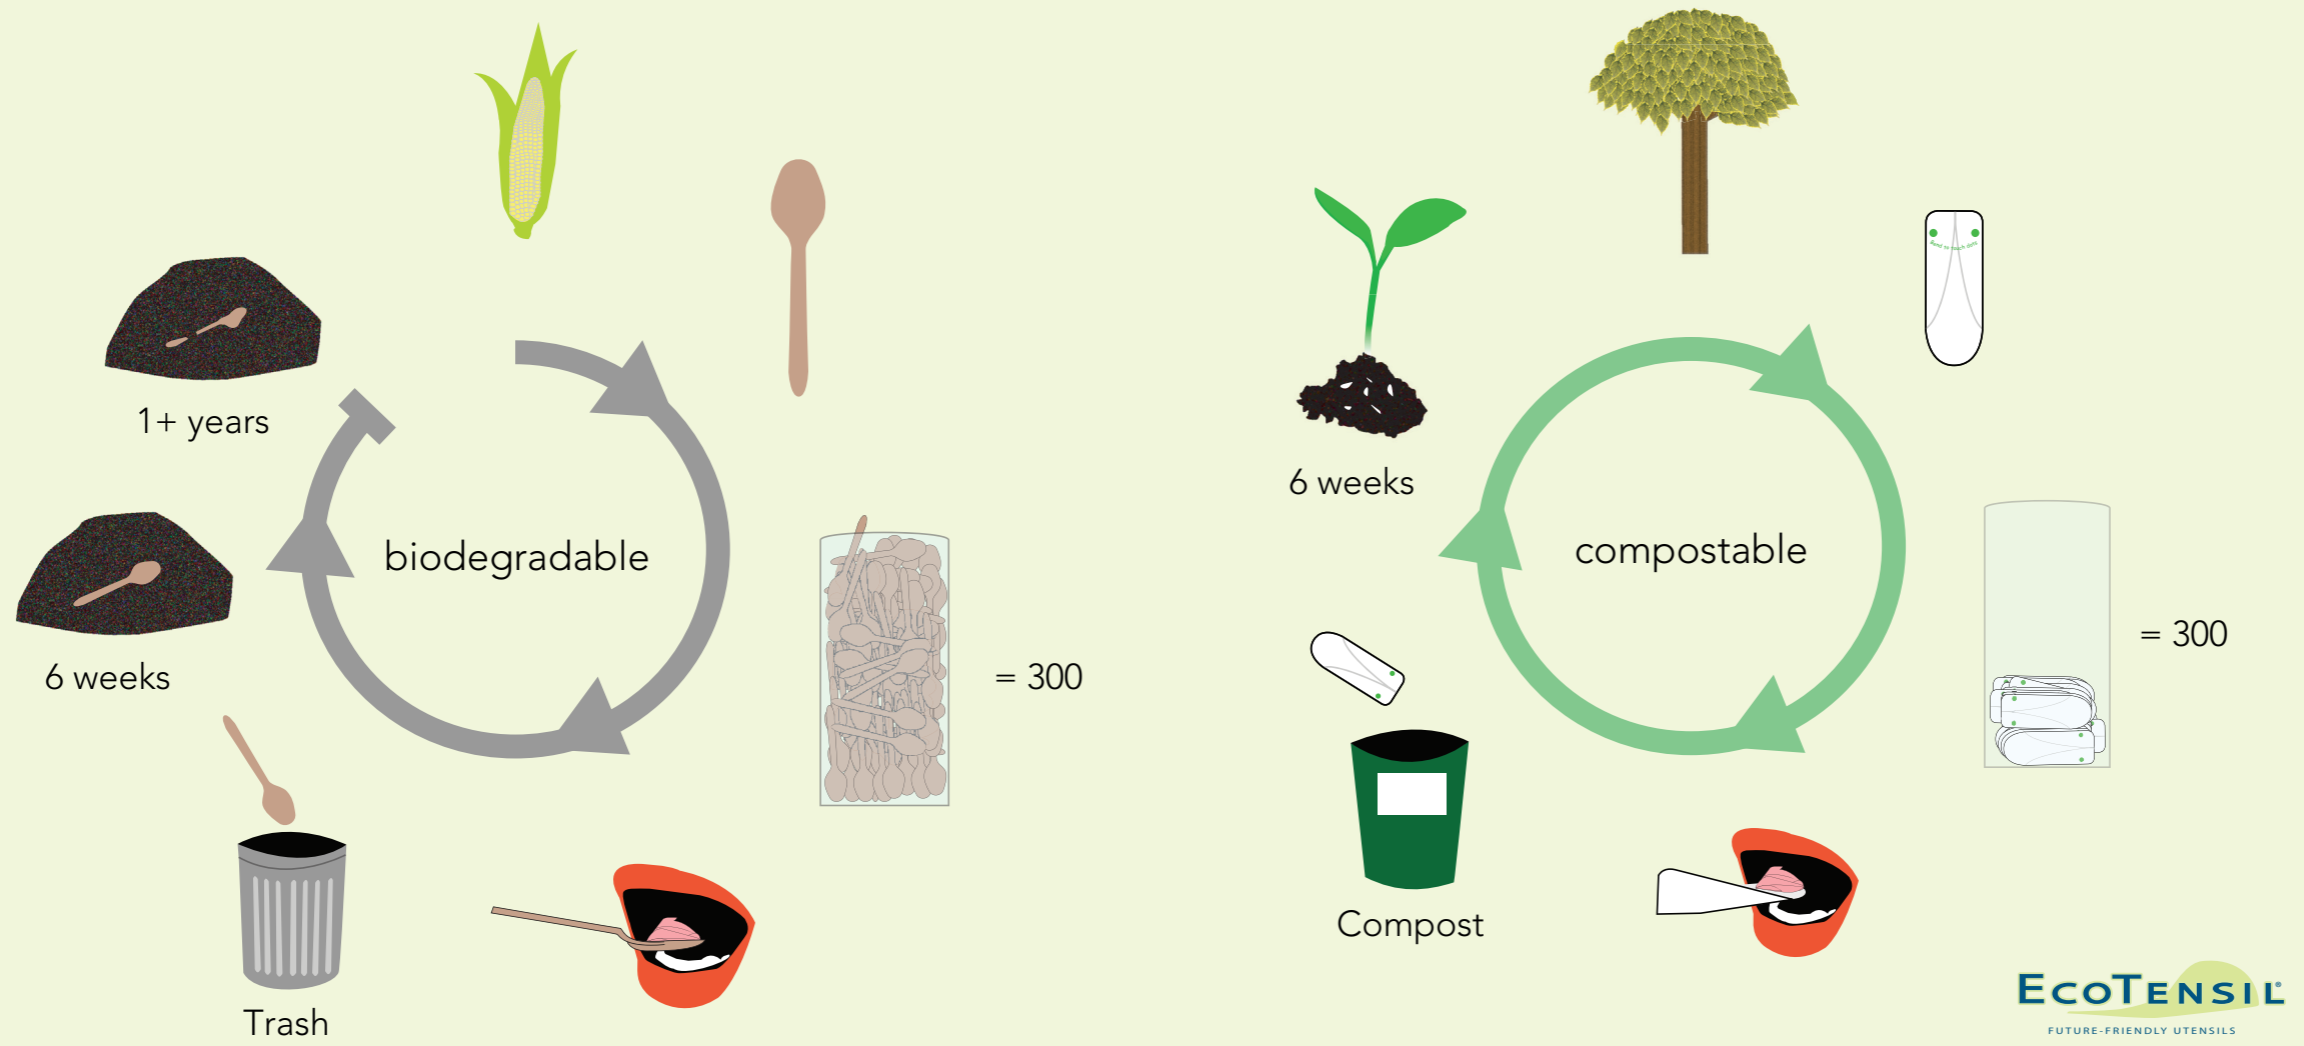 1+ years
6 weeks
biodegradable
= 300
Trash
6 weeks
compostable
= 300
Compost
ECOTENSIL®
FUTURE-FRIENDLY UTENSILS